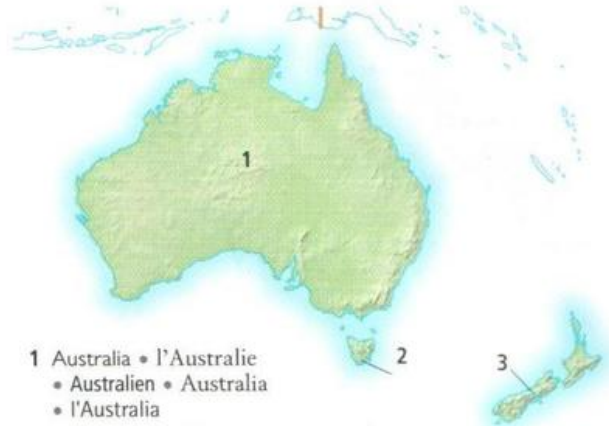 1
2
3
1 Australia • l'Australie
• Australien • Australia
• l'Australia